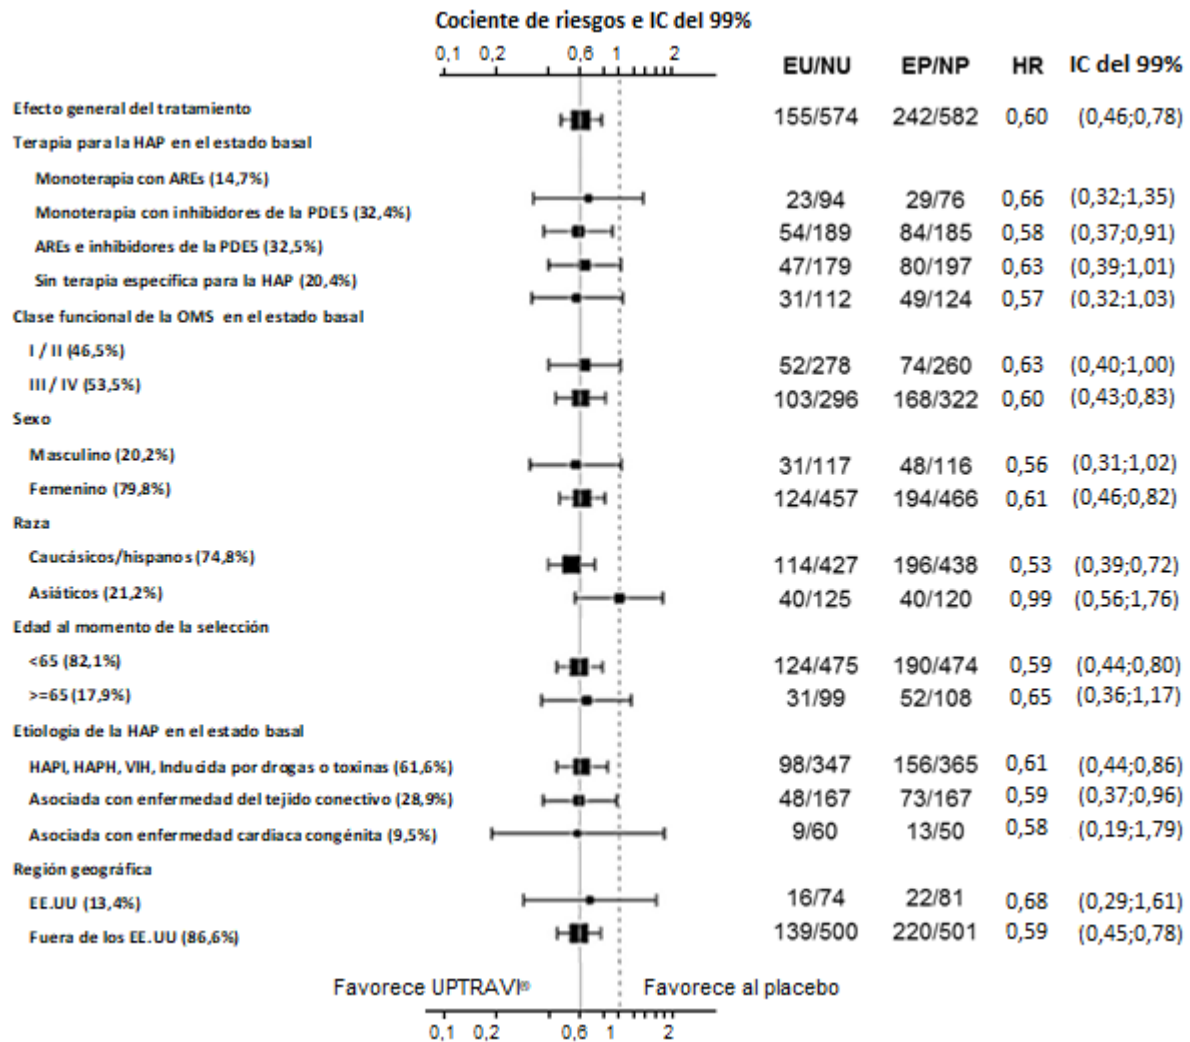 Cociente de riesgos e IC del 99%
0,1 0,2 0,6 1 2
EU/NU EP/NP HR IC del 99%
Efecto general del tratamiento 155/574 242/582 0,60 (0,46;0,78)
Terapia para la HAP en el estado basal
Monoterapia con AREs (14,7%) 23/94 29/76 0,66 (0,32;1,35)
Monoterapia con inhibidores de la PDE5 (32,4%) 54/189 84/185 0,58 (0,37;0,91)
AREs e inhibidores de la PDE5 (32,5%) 47/179 80/197 0,63 (0,39;1,01)
Sin terapia específica para la HAP (20,4%) 31/112 49/124 0,57 (0,32;1,03)
Clase funcional de la OMS en el estado basal
I / II (46,5%) 52/278 74/260 0,63 (0,40;1,00)
III / IV (53,5%) 103/296 168/322 0,60 (0,43;0,83)
Sexo
Masculino (20,2%) 31/117 48/116 0,56 (0,31;1,02)
Femenino (79,8%) 124/457 194/466 0,61 (0,46;0,82)
Raza
Caucásicos/hispanos (74,8%) 114/427 196/438 0,53 (0,39;0,72)
Asiáticos (21,2%) 40/125 40/120 0,99 (0,56;1,76)
Edad al momento de la selección
<65 (82,1%) 124/475 190/474 0,59 (0,44;0,80)
>=65 (17,9%) 31/99 52/108 0,65 (0,36;1,17)
Etiología de la HAP en el estado basal
HAPI, HAPH, VIH, Inducida por drogas o toxinas (61,6%) 98/347 156/365 0,61 (0,44;0,86)
Asociada con enfermedad del tejido conectivo (28,9%) 48/167 73/167 0,59 (0,37;0,96)
Asociada con enfermedad cardiaca congénita (9,5%) 9/60 13/50 0,58 (0,19;1,79)
Región geográfica
EE.UU (13,4%) 16/74 22/81 0,68 (0,29;1,61)
Fuera de los EE.UU (86,6%) 139/500 220/501 0,59 (0,45;0,78)
Favorece UPTRAVI® Favorece al placebo
0,1 0,2 0,6 1 2